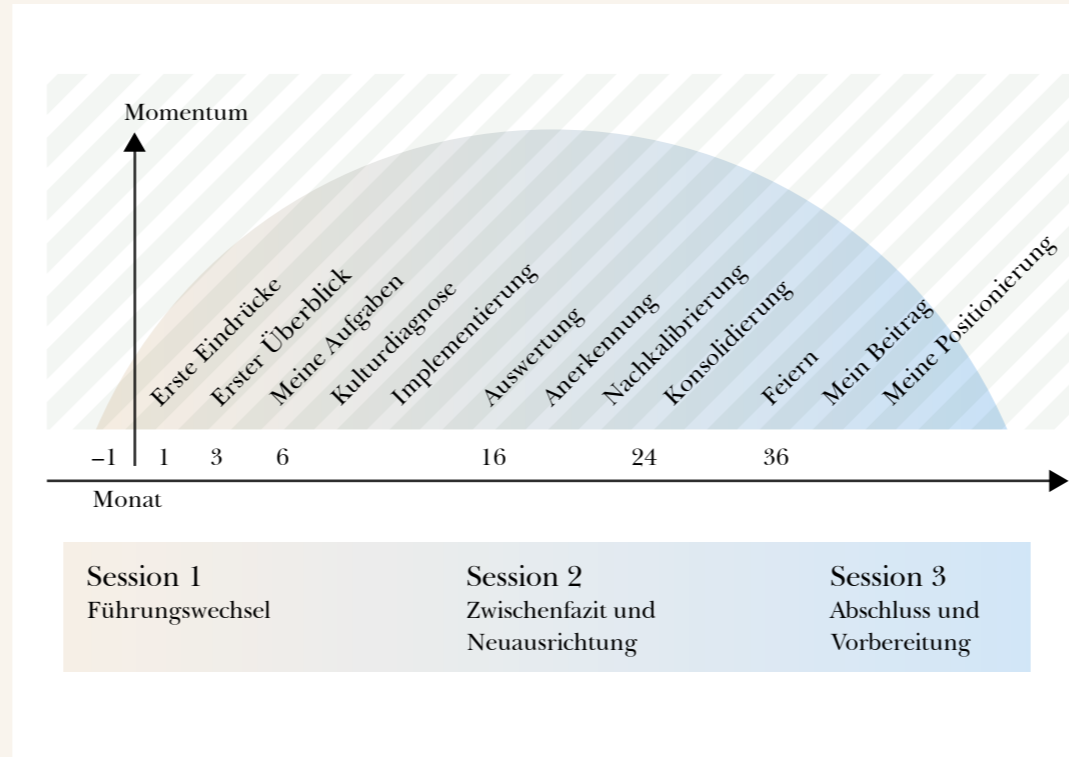 Momentum
Erste Eindrücke
Erster Überblick
Meine Aufgaben
Kulturdiagnose
Implementierung
Auswertung
Anerkennung
Nachkalibrierung
Konsolidierung
Feiern
Mein Beitrag
Meine Positionierung
–1 1 3 6 16 24 36
Monat
Session 1
Führungswechsel
Session 2
Zwischenfazit und
Neuausrichtung
Session 3
Abschluss und
Vorbereitung